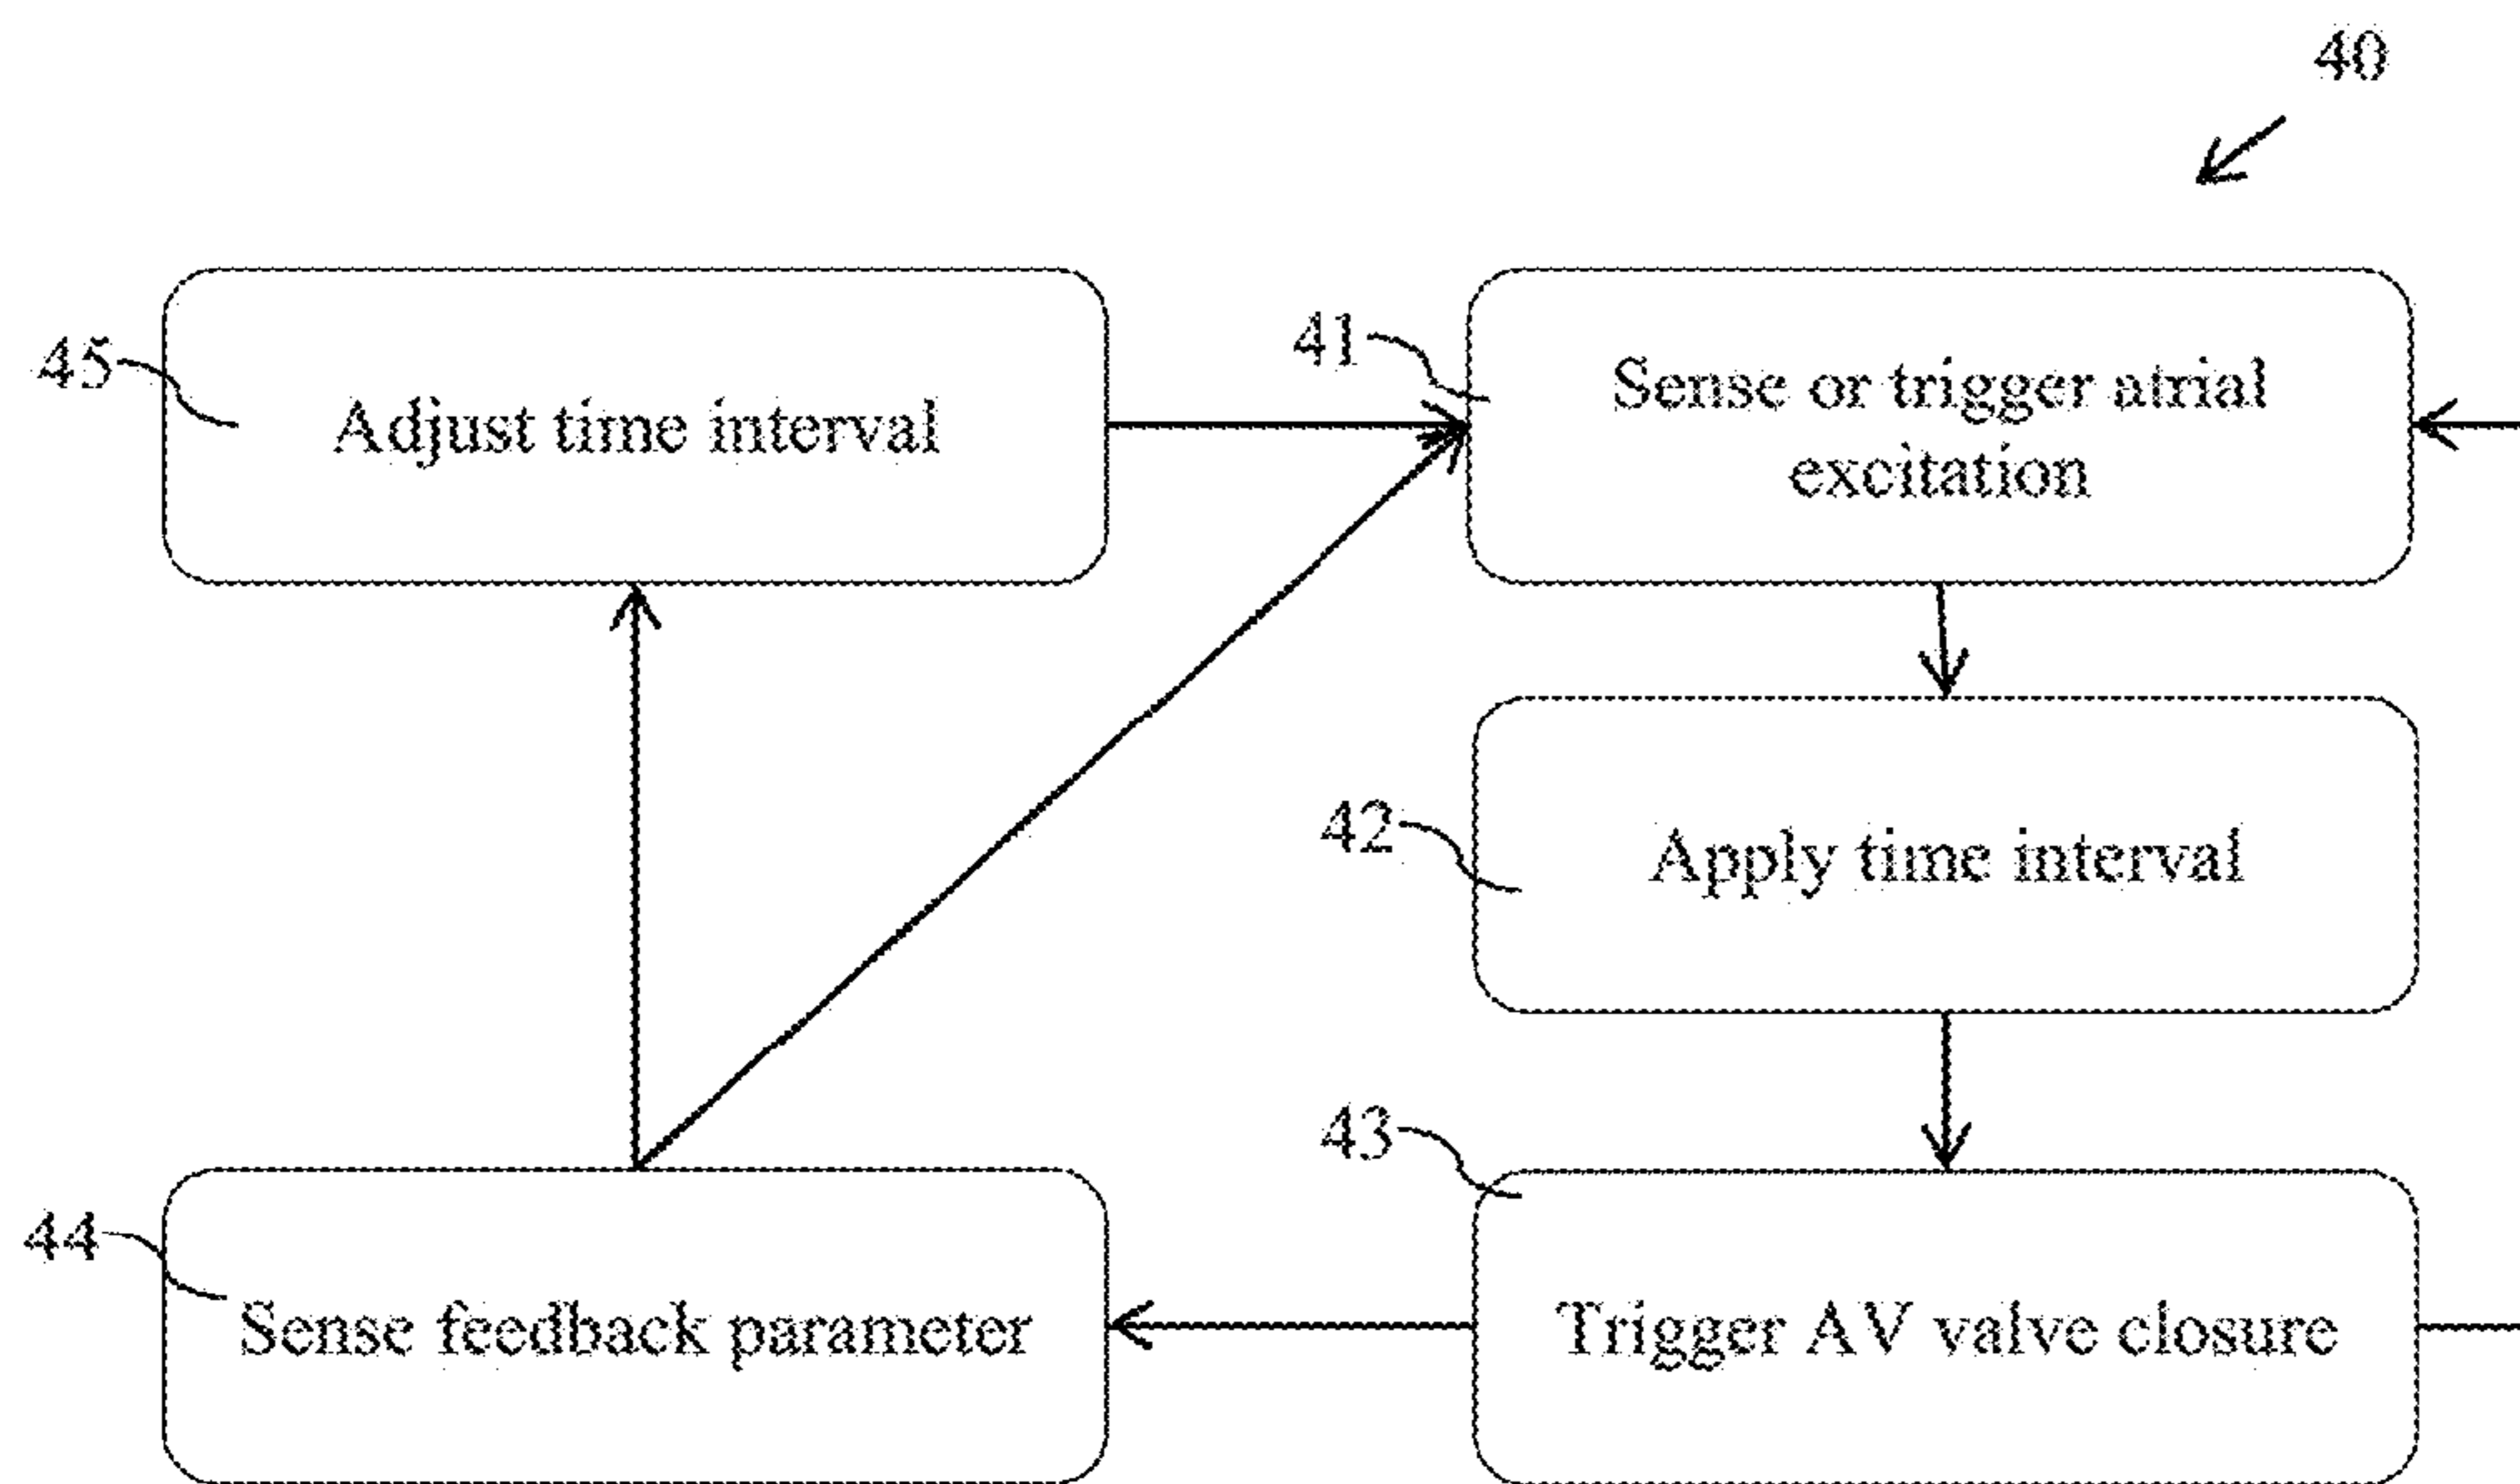 40
45
Adjust time interval
41
Sense or trigger atrial
excitation
42
Apply time interval
43
Trigger AV valve closure
44
Sense feedback parameter